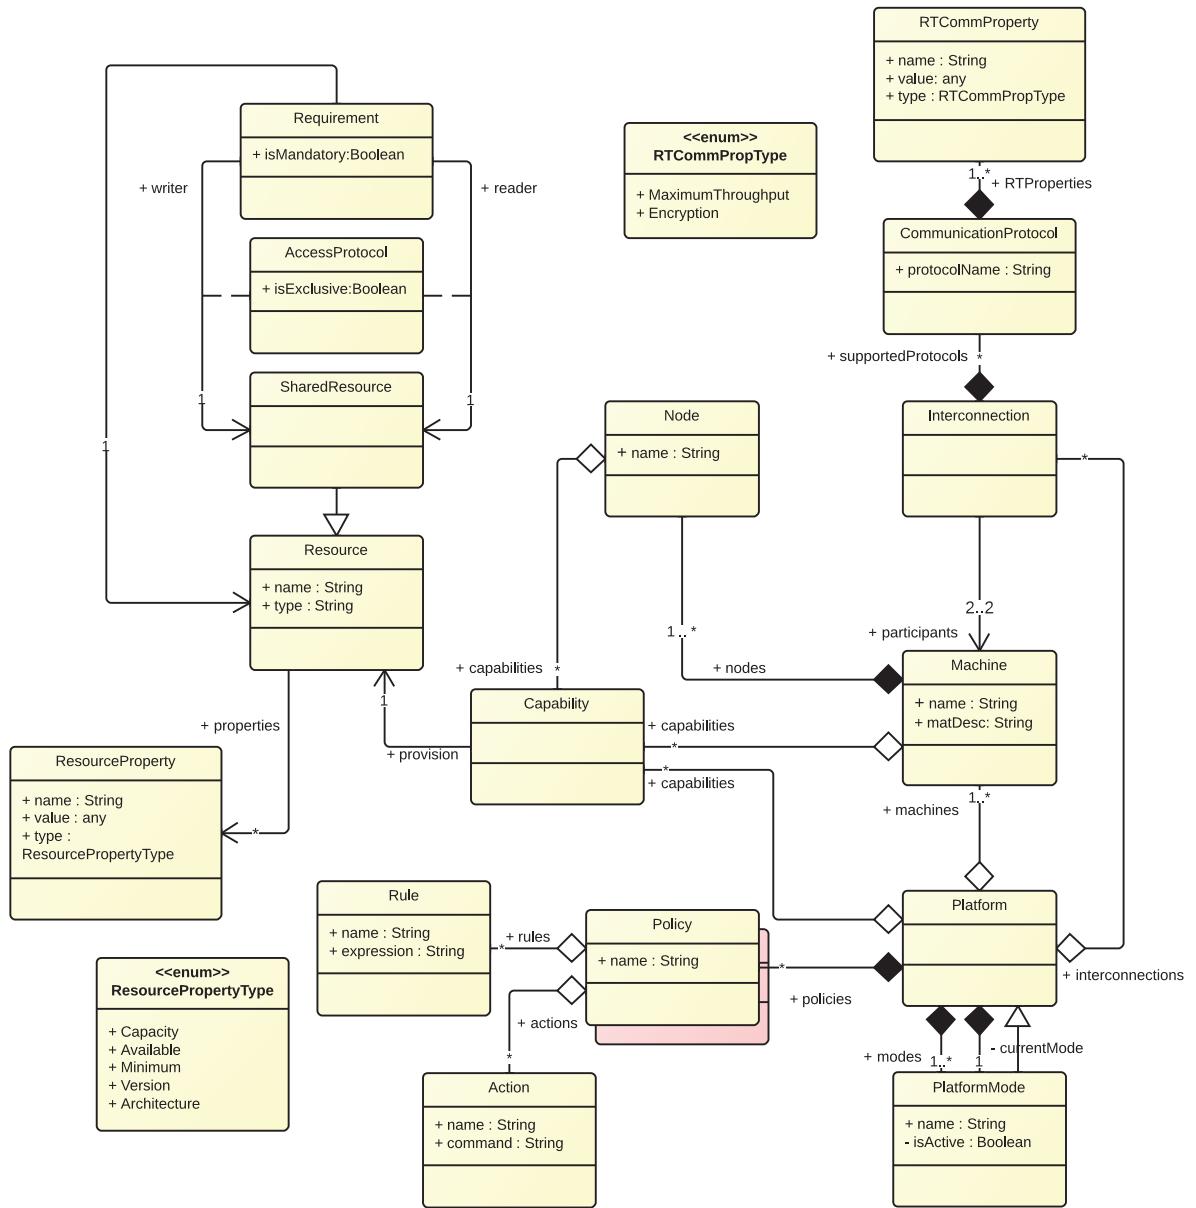 RTCommProperty
+ name : String
+ value: any
+ type : RTCommPropType
1..*
+ RTProperties
Requirement
+ isMandatory:Boolean
+ writer
+ reader
<<enum>>
RTCommPropType
+ MaximumThroughput
+ Encryption
CommunicationProtocol
+ protocolName : String
AccessProtocol
+ isExclusive:Boolean
+ supportedProtocols
*
SharedResource
1
1
1
Node
+ name : String
Interconnection
*
Resource
+ name : String
+ type : String
1
2..2
+ participants
1 .. *
+ nodes
+ capabilities
*
Machine
+ name : String
+ matDesc: String
Capability
+ provision
+ capabilities
*
*
+ capabilities
+ properties
*
ResourceProperty
+ name : String
+ value : any
+ type :
ResourcePropertyType
1..*
+ machines
Rule
+ name : String
+ expression : String
+ rules
*
Policy
+ name : String
*
+ policies
Platform
+ interconnections
<<enum>>
ResourcePropertyType
+ Capacity
+ Available
+ Minimum
+ Version
+ Architecture
+ actions
*
+ modes
1..*
1
- currentMode
Action
+ name : String
+ command : String
PlatformMode
+ name : String
- isActive : Boolean